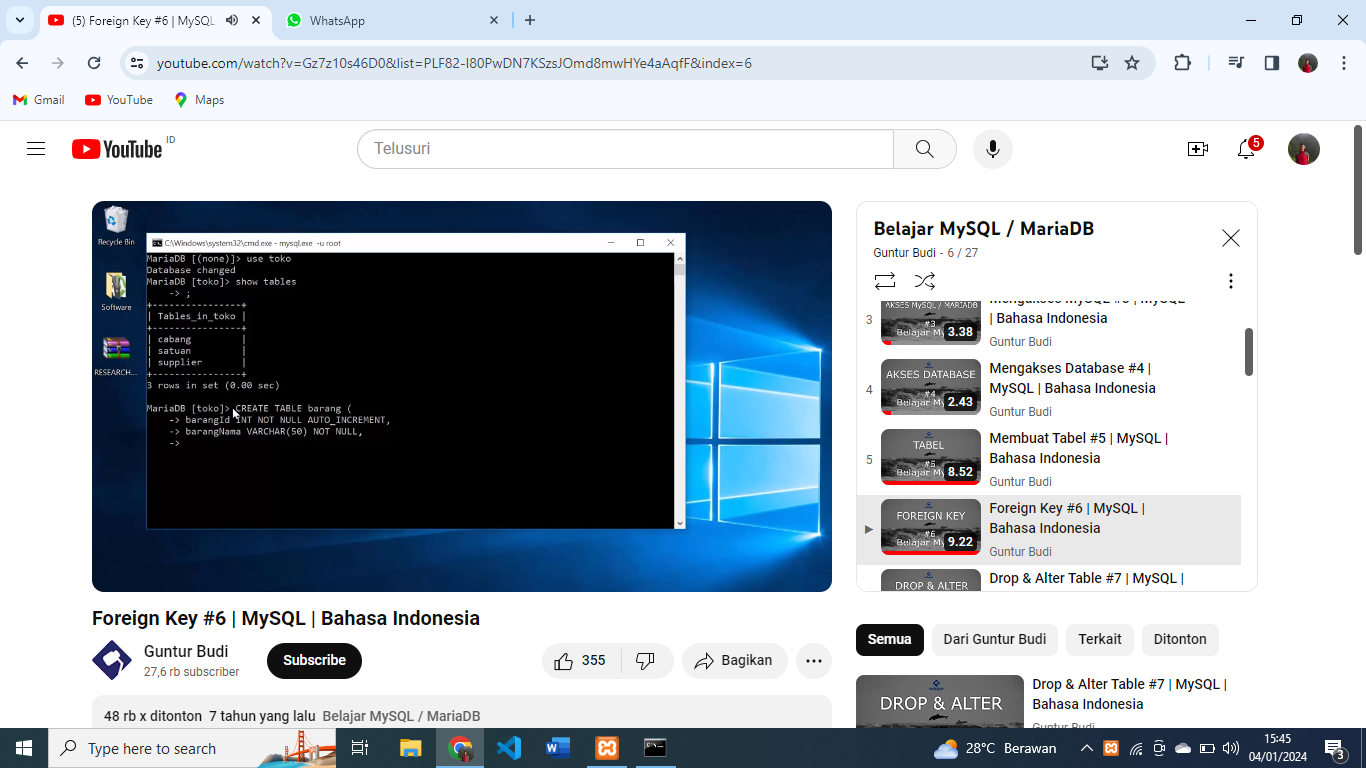 (5) Foreign Key #6 | MySQL
WhatsApp
youtube.com/watch?v=Gz7z10s46D0&list=PLF82-I80PwDN7KSzsJOmd8mwHYe4aAqfF&index=6
Gmail
YouTube
Maps
YouTube ID
Telusuri
5
Recycle Bin
Software
RESEARCH...
C:\Windows\system32\cmd.exe - mysql.exe -u root
MariaDB [(none)]> use toko
Database changed
MariaDB [toko]> show tables
-> ;
+----------------+
| Tables_in_toko |
+----------------+
| cabang |
| satuan |
| supplier |
+----------------+
3 rows in set (0.00 sec)
MariaDB [toko]> CREATE TABLE barang (
-> barangId INT NOT NULL AUTO_INCREMENT,
-> barangNama VARCHAR(50) NOT NULL,
->
Foreign Key #6 | MySQL | Bahasa Indonesia
Guntur Budi
27,6 rb subscriber
Subscribe
355
Bagikan
48 rb x ditonton 7 tahun yang lalu Belajar MySQL / MariaDB
Belajar MySQL / MariaDB
Guntur Budi - 6 / 27
3
AKSES MySQL / MARIADB
#3
Belajar My
3.38
Mengakses MySQL #3 | MySQL
| Bahasa Indonesia
Guntur Budi
4
AKSES DATABASE
#4
Belajar My
2.43
Mengakses Database #4 |
MySQL | Bahasa Indonesia
Guntur Budi
5
TABEL
#5
Belajar My
8.52
Membuat Tabel #5 | MySQL |
Bahasa Indonesia
Guntur Budi
FOREIGN KEY
#6
Belajar My
9.22
Foreign Key #6 | MySQL |
Bahasa Indonesia
Guntur Budi
DROP & ALTER
Drop & Alter Table #7 | MySQL |
Semua
Dari Guntur Budi
Terkait
Ditonton
DROP & ALTER
Drop & Alter Table #7 | MySQL |
Bahasa Indonesia
Guntur Budi
Type here to search
28°C Berawan
15:45
04/01/2024
3